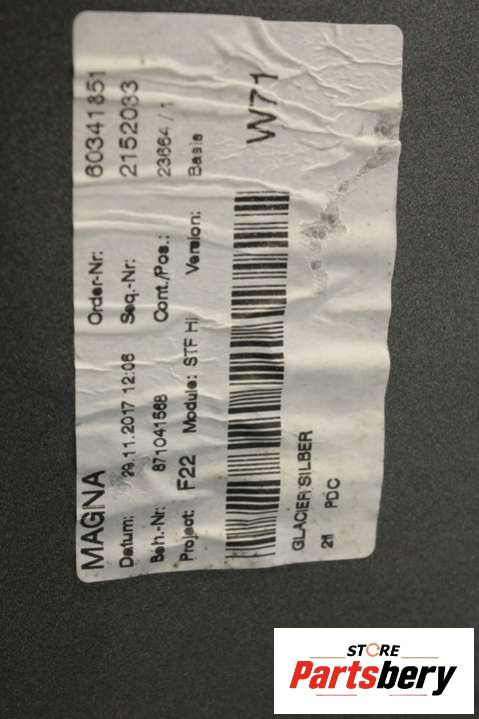 MAGNA Order-Nr: 60341851
Datum: 29.11.2017 12:06 Seq.-Nr: 2152033
Beh.-Nr: 871041568 Cont./Pos.: 23664 / 1
Project: F22 Module: STF Hi Version: Basis
W71
GLACIER SILBER
21 PDC
STORE
Partsbery